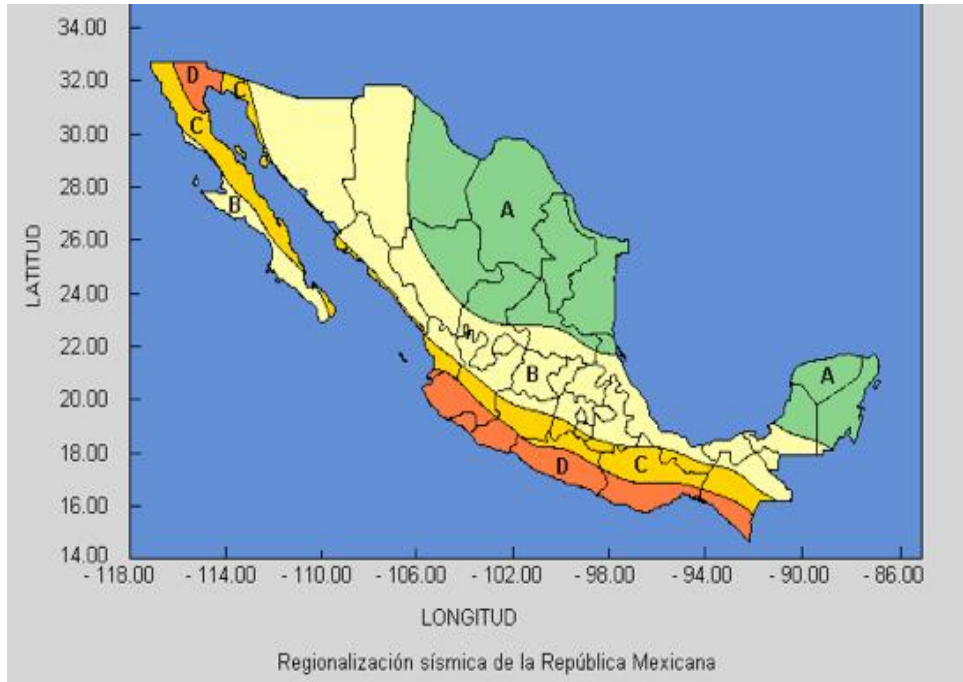 34.00
32.00
30.00
28.00
26.00
24.00
22.00
20.00
18.00
16.00
14.00
LATITUD
D
C
C
B
A
B
A
C
D
- 118.00 - 114.00 - 110.00 - 106.00 - 102.00 - 98.00 - 94.00 - 90.00 - 86.00
LONGITUD
Regionalización sísmica de la República Mexicana